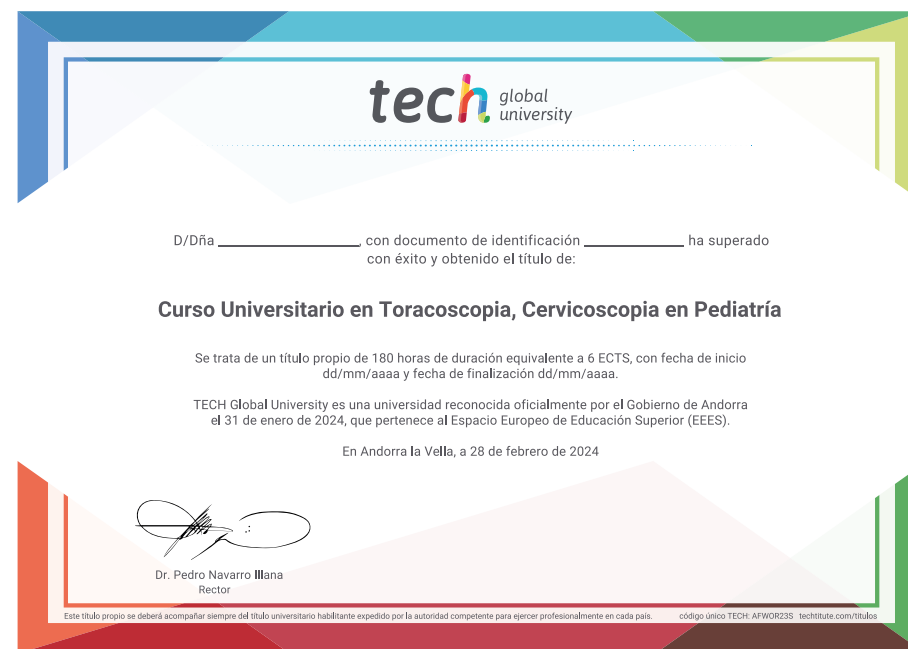 tech global university
D/Dña ____________________, con documento de identificación ______________ ha superado
con éxito y obtenido el título de:
Curso Universitario en Toracoscopia, Cervicoscopia en Pediatría
Se trata de un título propio de 180 horas de duración equivalente a 6 ECTS, con fecha de inicio
dd/mm/aaaa y fecha de finalización dd/mm/aaaa.
TECH Global University es una universidad reconocida oficialmente por el Gobierno de Andorra
el 31 de enero de 2024, que pertenece al Espacio Europeo de Educación Superior (EEES).
En Andorra la Vella, a 28 de febrero de 2024
Dr. Pedro Navarro Illana
Rector
Este título propio se deberá acompañar siempre del título universitario habilitante expedido por la autoridad competente para ejercer profesionalmente en cada país. código único TECH: AFWOR23S techtitute.com/titulos